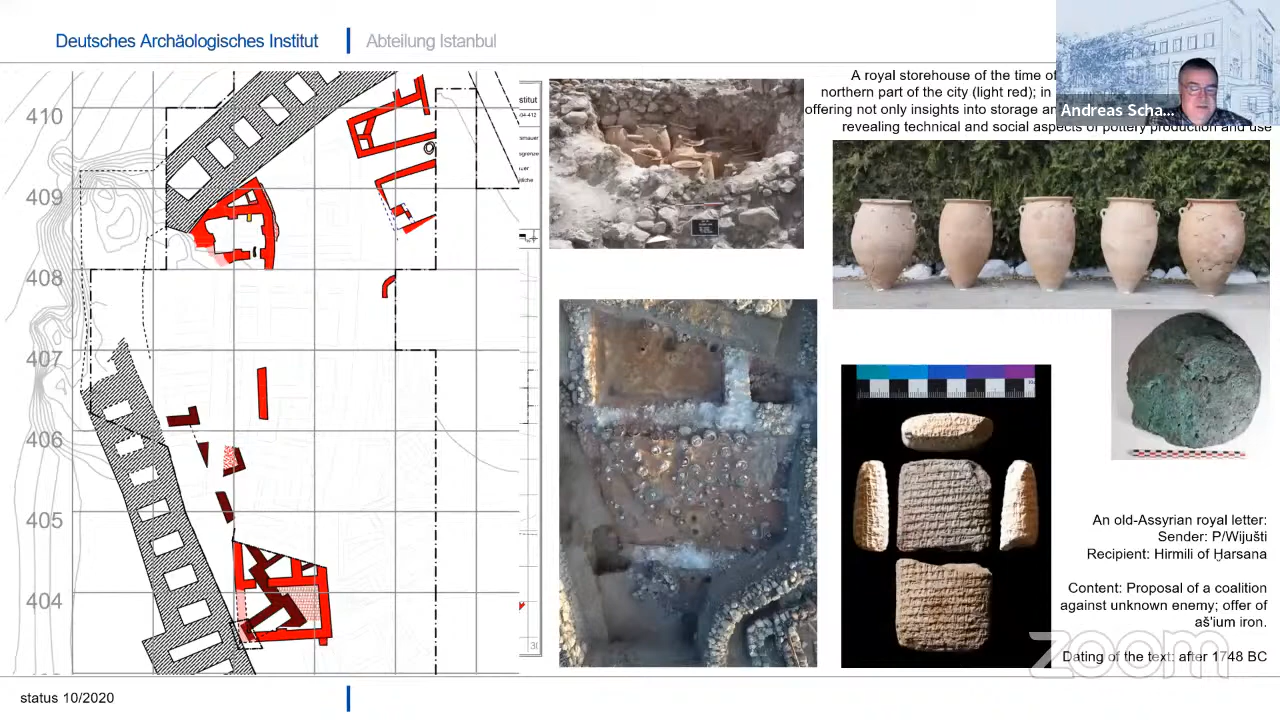 Deutsches Archäologisches Institut
Abteilung Istanbul
A royal storehouse of the time of
northern part of the city (light red); in
offering not only insights into storage an
revealing technical and social aspects of pottery production and use
Andreas Scha...
410
409
408
407
406
405
404
stitut
04-412
An old-Assyrian royal letter:
Sender: P/Wijušti
Recipient: Hirmili of Ḫarsana
Content: Proposal of a coalition
against unknown enemy; offer of
aš'ium iron.
Dating of the text: after 1748 BC
zoom
status 10/2020